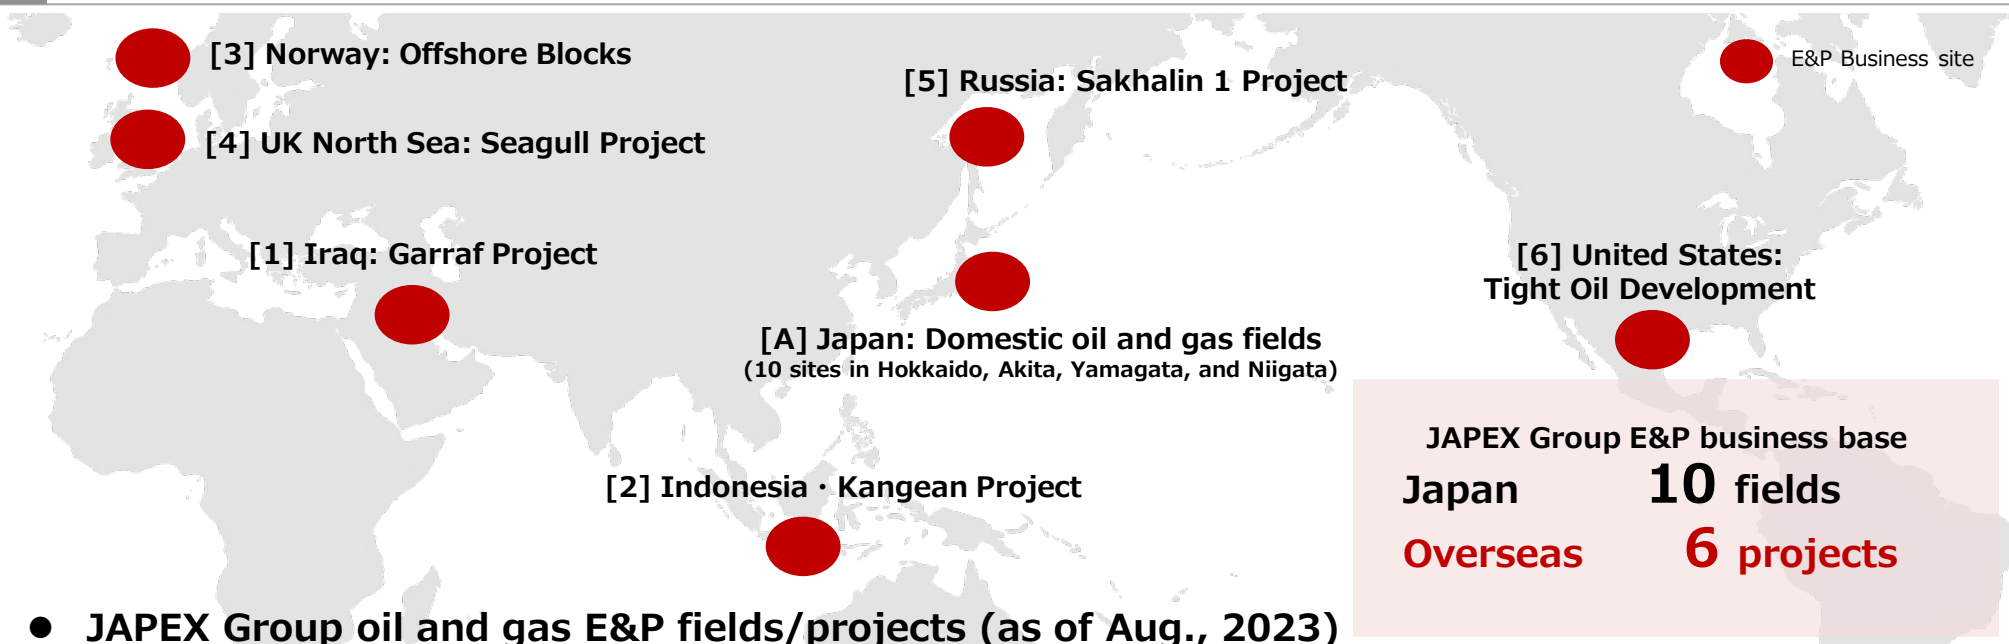 [3] Norway: Offshore Blocks
E&P Business site
[5] Russia: Sakhalin 1 Project
[4] UK North Sea: Seagull Project
[1] Iraq: Garraf Project
[6] United States:
Tight Oil Development
[A] Japan: Domestic oil and gas fields
(10 sites in Hokkaido, Akita, Yamagata, and Niigata)
[2] Indonesia・Kangean Project
JAPEX Group E&P business base
Japan 10 fields
Overseas 6 projects
● JAPEX Group oil and gas E&P fields/projects (as of Aug., 2023)